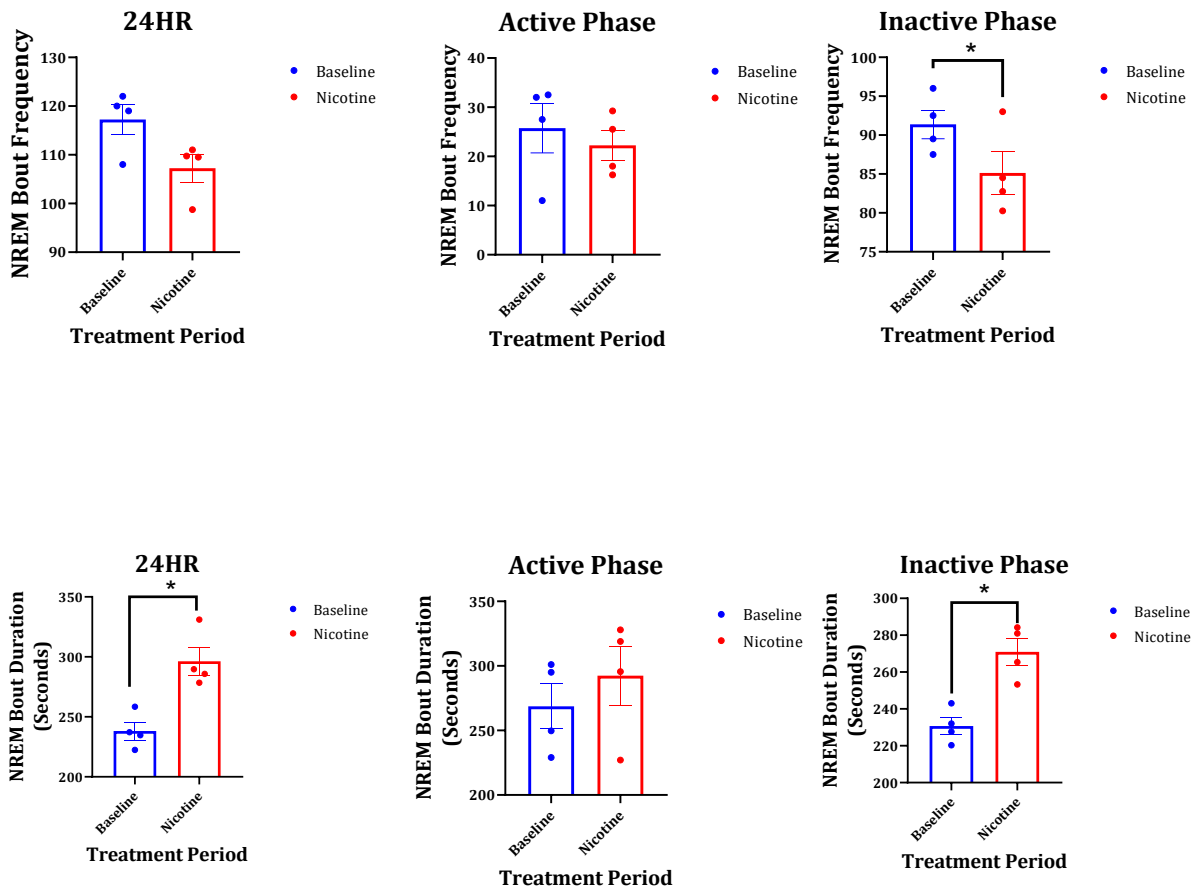 24HR
NREM Bout Frequency
130
120
110
100
90
Baseline
Nicotine
Treatment Period
Baseline
Nicotine
Active Phase
NREM Bout Frequency
40
30
20
10
0
Baseline
Nicotine
Treatment Period
Baseline
Nicotine
Inactive Phase
*
NREM Bout Frequency
100
95
90
85
80
75
Baseline
Nicotine
Treatment Period
Baseline
Nicotine
24HR
*
NREM Bout Duration
(Seconds)
350
300
250
200
Baseline
Nicotine
Treatment Period
Baseline
Nicotine
Active Phase
NREM Bout Duration
(Seconds)
350
300
250
200
Baseline
Nicotine
Treatment Period
Baseline
Nicotine
Inactive Phase
*
NREM Bout Duration
(Seconds)
300
280
260
240
220
200
Baseline
Nicotine
Treatment Period
Baseline
Nicotine